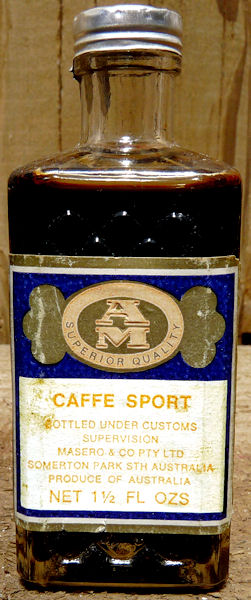 AM
SUPERIOR QUALITY
CAFFE SPORT
BOTTLED UNDER CUSTOMS
SUPERVISION
MASERO & CO PTY LTD
SOMERTON PARK STH AUSTRALIA
PRODUCE OF AUSTRALIA
NET 1½ FL OZS